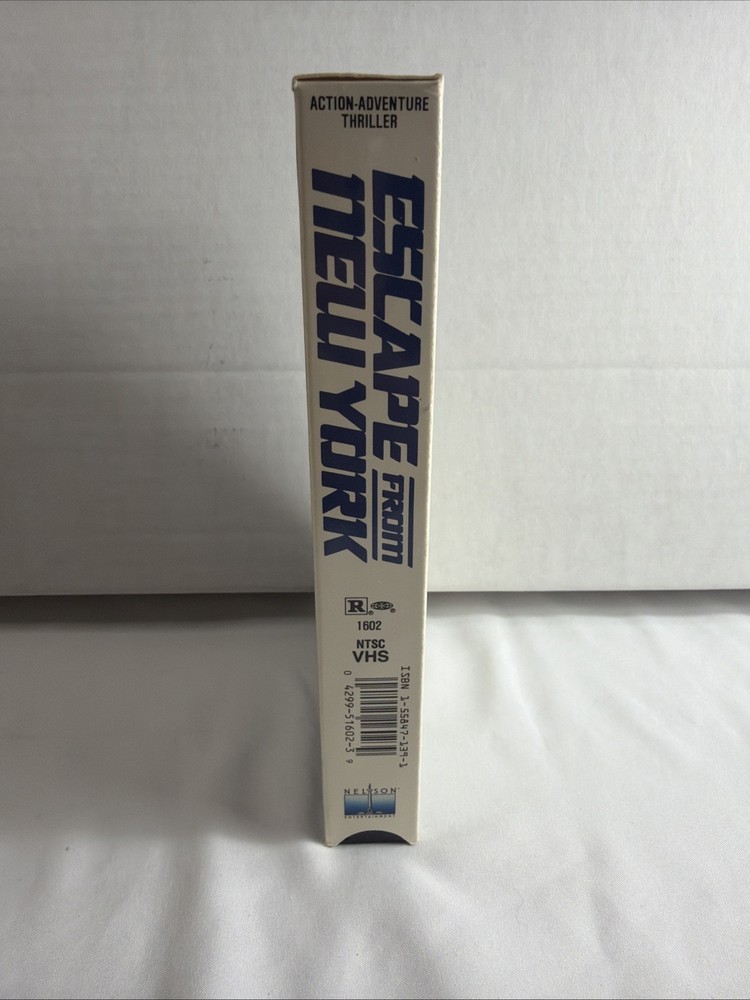 ACTION-ADVENTURE
THRILLER
ESCAPE FROM
NEW YORK
R
1602
NTSC
VHS
ISBN 1-55847-139-1
0 4299-51602-3 9
NELSON
ENTERTAINMENT